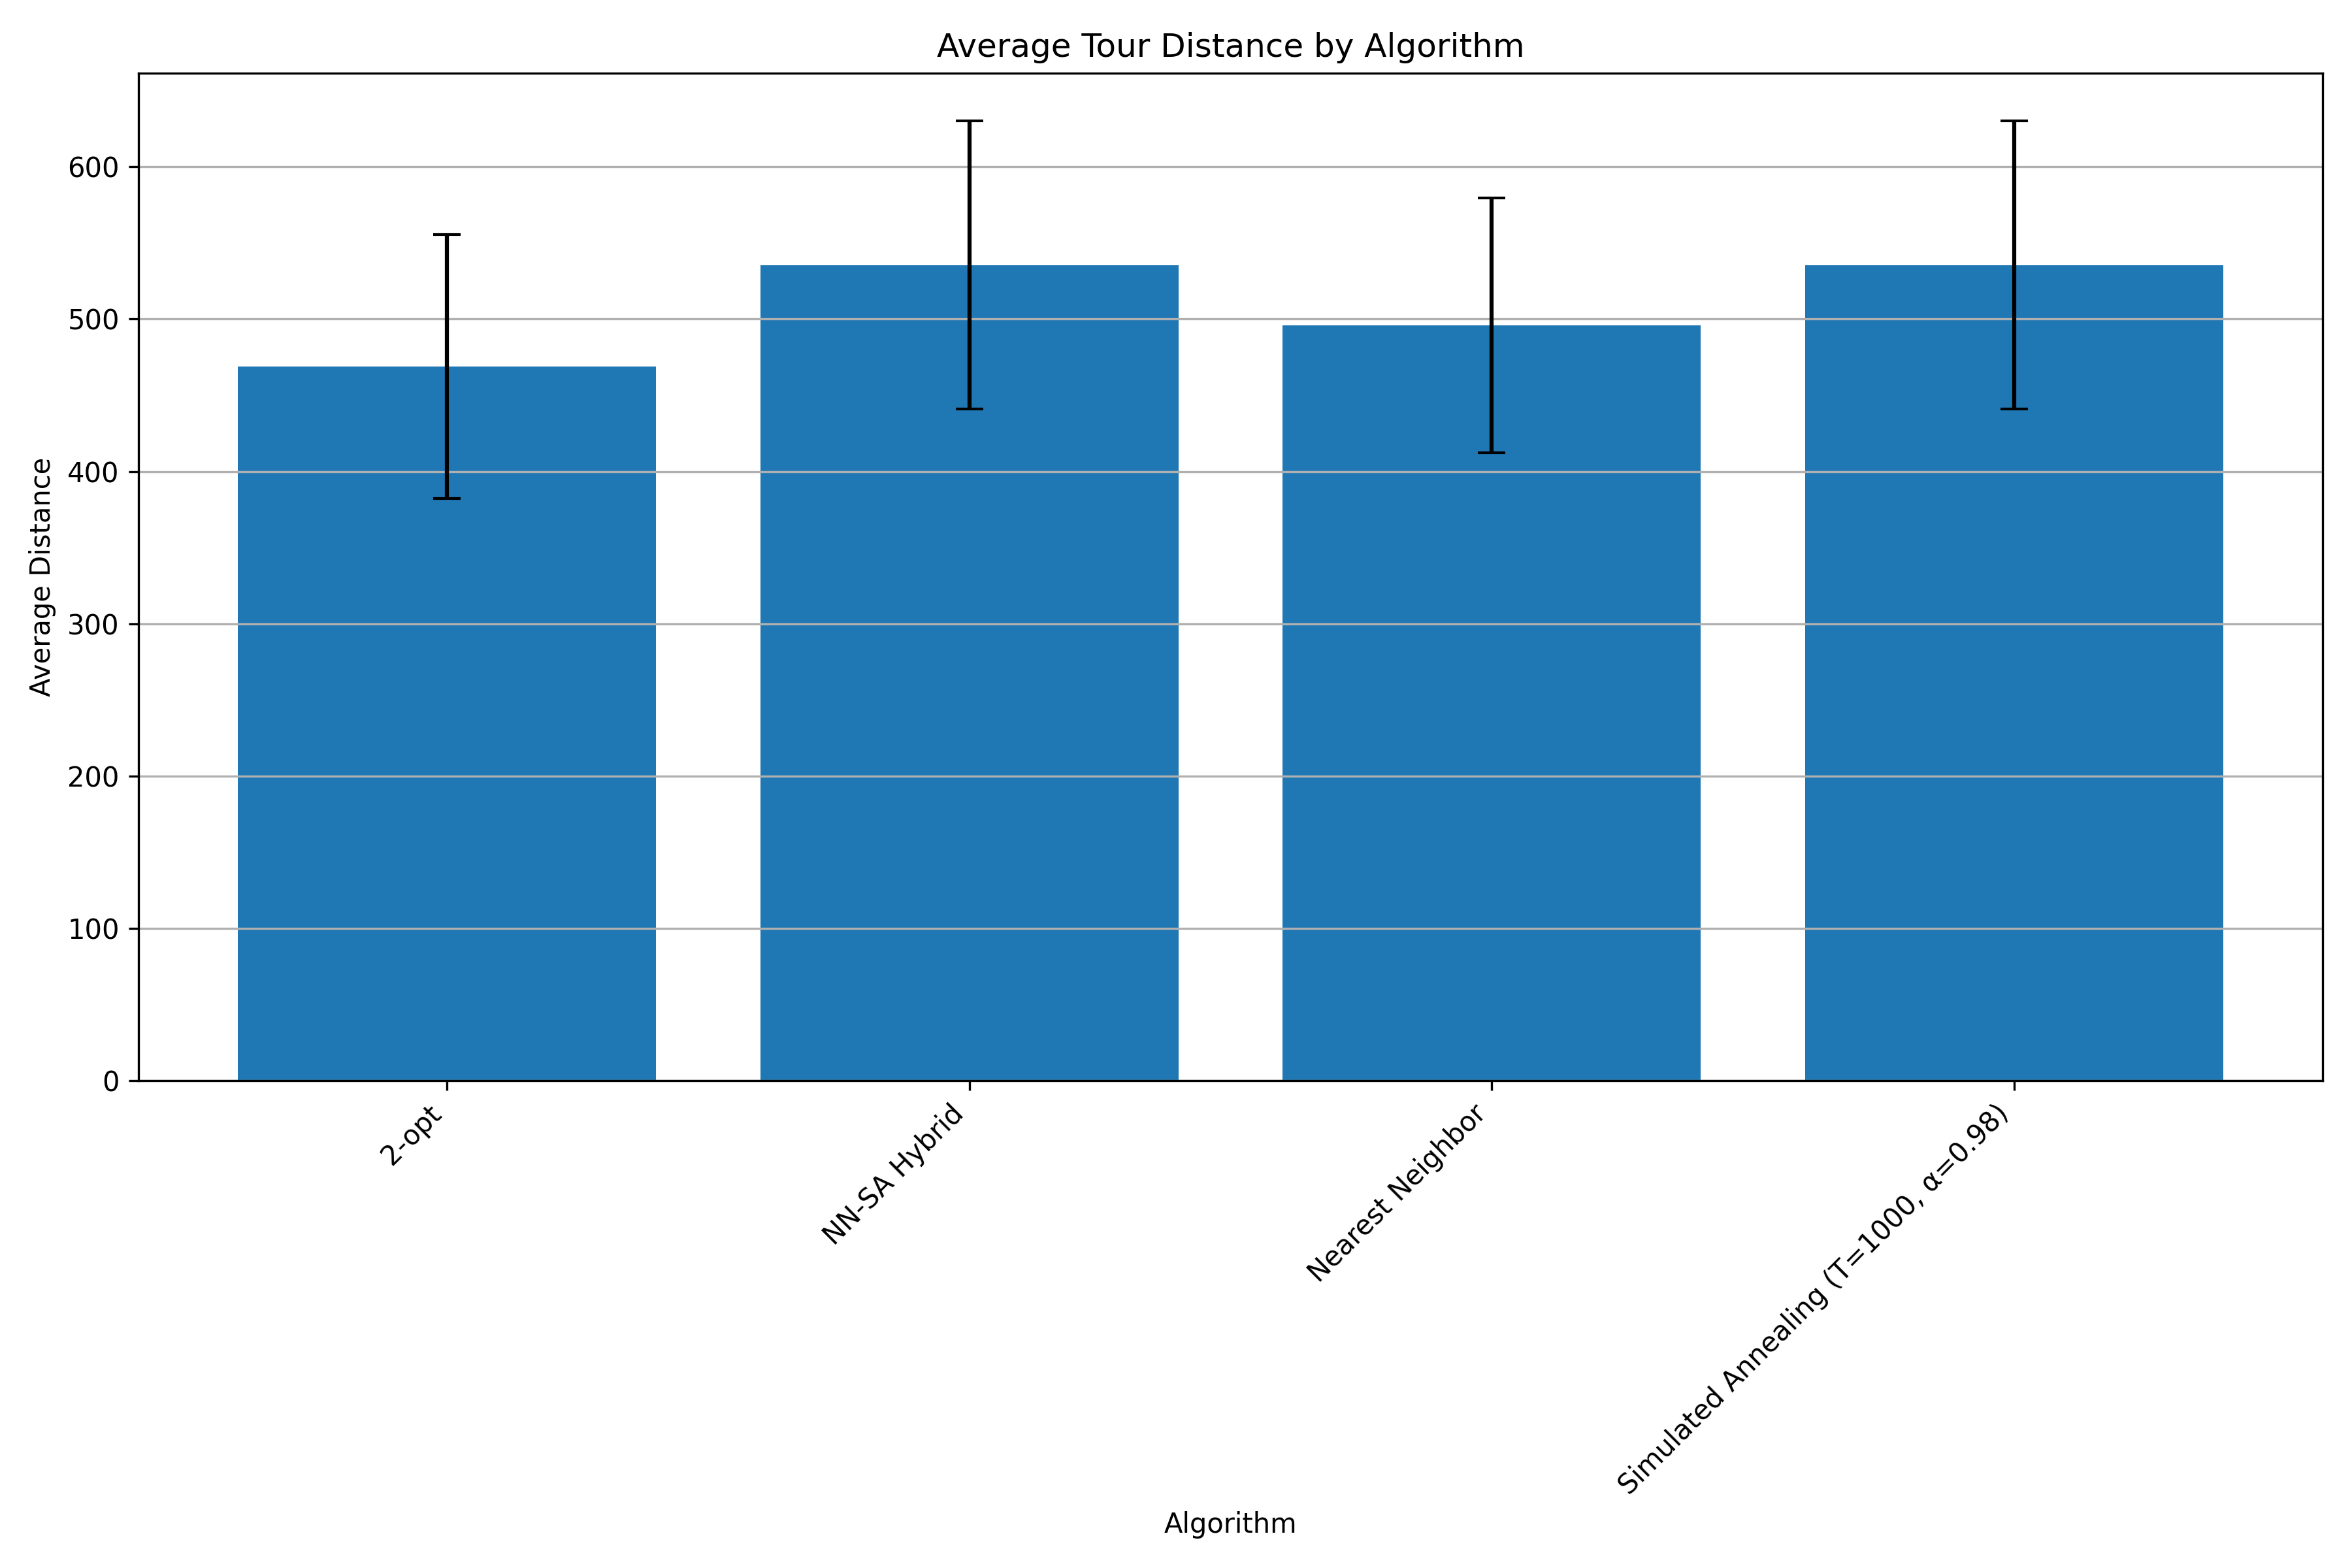 Average Tour Distance by Algorithm
Average Distance
600
500
400
300
200
100
0
2-opt
NN-SA Hybrid
Nearest Neighbor
Simulated Annealing (T=1000, α=0.98)
Algorithm